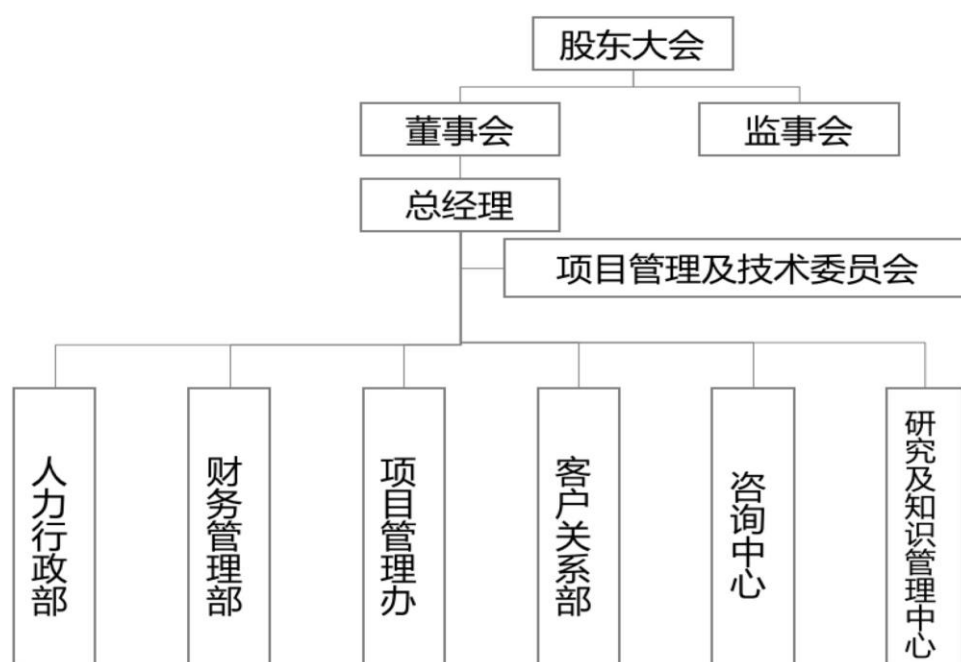 股东大会
董事会
监事会
总经理
项目管理及技术委员会
人力行政部
财务管理部
项目管理办
客户关系部
咨询中心
研究及知识管理中心